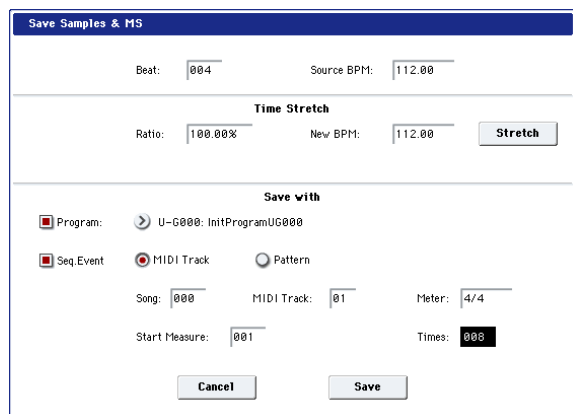 Save Samples & MS
Beat: 004 Source BPM: 112.00
Time Stretch
Ratio: 100.00% New BPM: 112.00 Stretch
Save with
Program: U-G000: InitProgramUG000
Seq.Event MIDI Track Pattern
Song: 000 MIDI Track: 01 Meter: 4/4
Start Measure: 001 Times: 008
Cancel Save